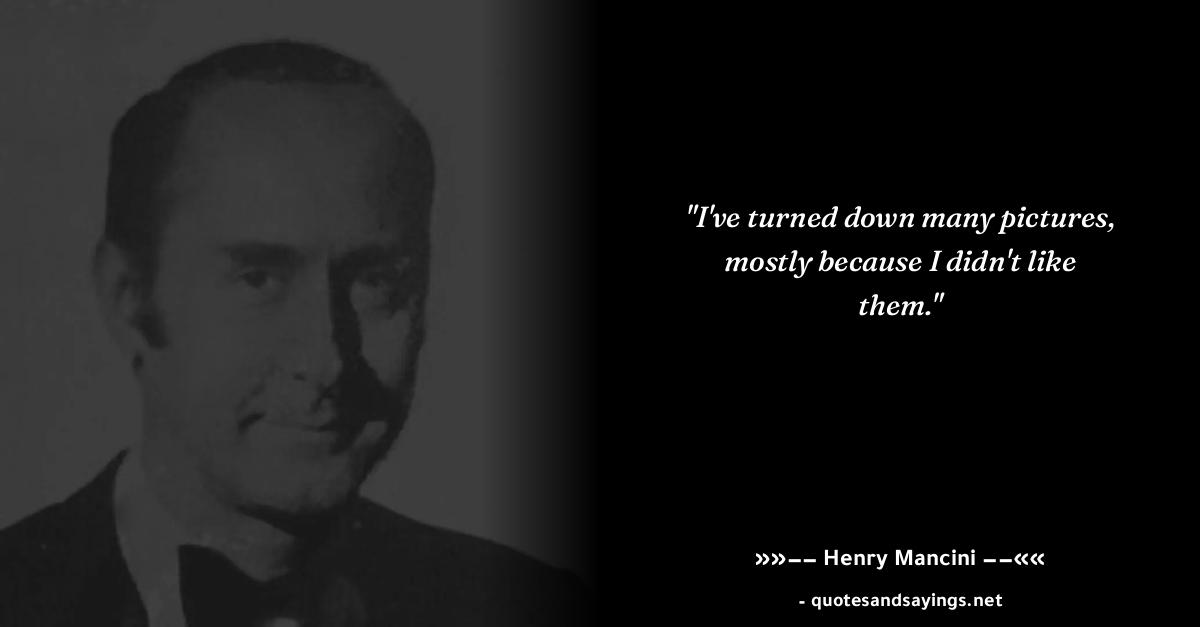 "I've turned down many pictures,
mostly because I didn't like
them."
»»−− Henry Mancini −−««
- quotesandsayings.net